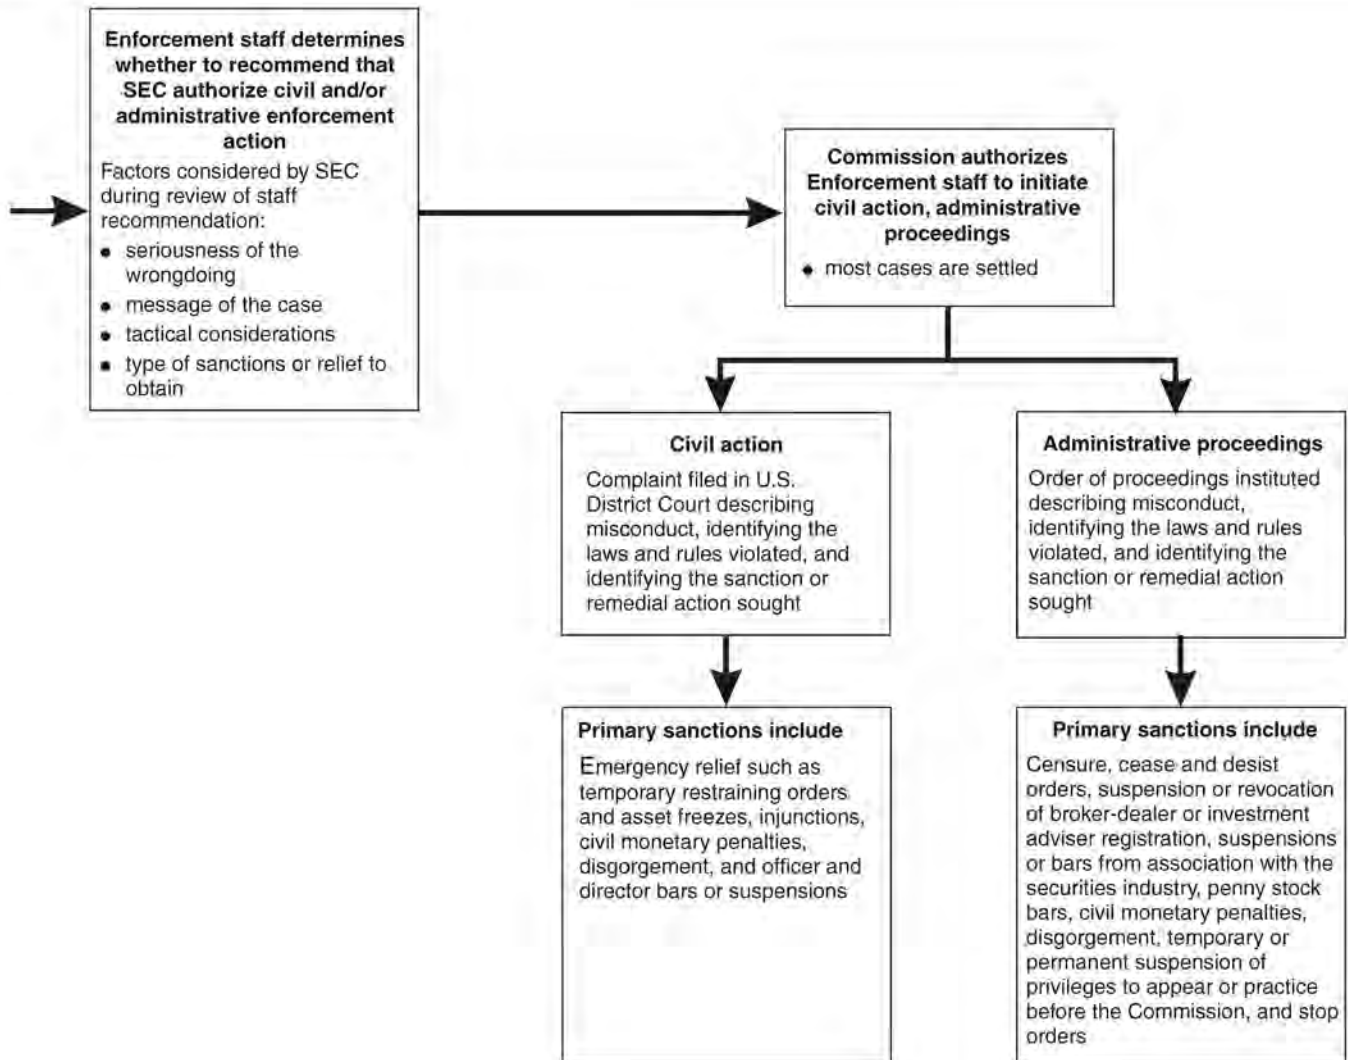 Enforcement staff determines
whether to recommend that
SEC authorize civil and/or
administrative enforcement
action
Factors considered by SEC
during review of staff
recommendation:
• seriousness of the
wrongdoing
• message of the case
• tactical considerations
• type of sanctions or relief to
obtain
Commission authorizes
Enforcement staff to initiate
civil action, administrative
proceedings
• most cases are settled
Civil action
Complaint filed in U.S.
District Court describing
misconduct, identifying the
laws and rules violated, and
identifying the sanction or
remedial action sought
Administrative proceedings
Order of proceedings instituted
describing misconduct,
identifying the laws and rules
violated, and identifying the
sanction or remedial action
sought
Primary sanctions include
Emergency relief such as
temporary restraining orders
and asset freezes, injunctions,
civil monetary penalties,
disgorgement, and officer and
director bars or suspensions
Primary sanctions include
Censure, cease and desist
orders, suspension or revocation
of broker-dealer or investment
adviser registration, suspensions
or bars from association with the
securities industry, penny stock
bars, civil monetary penalties,
disgorgement, temporary or
permanent suspension of
privileges to appear or practice
before the Commission, and stop
orders